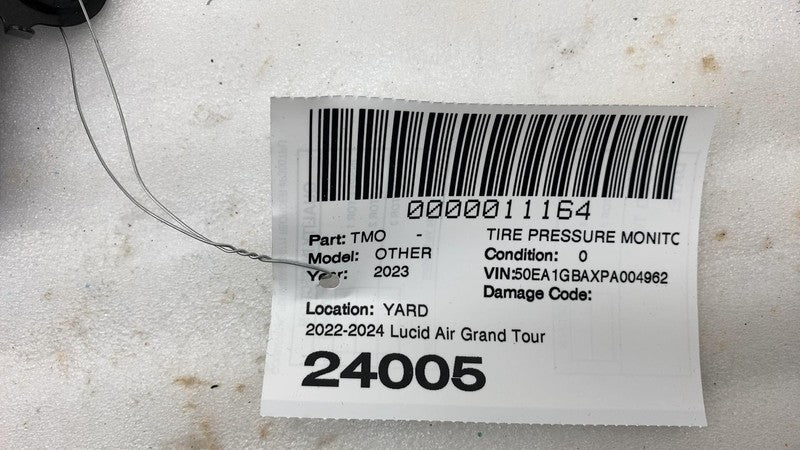 0000011164
Part: TMO - TIRE PRESSURE MONITC
Model: OTHER Condition: 0
Year: 2023 VIN:50EA1GBAXPA004962
Damage Code:
Location: YARD
2022-2024 Lucid Air Grand Tour
24005